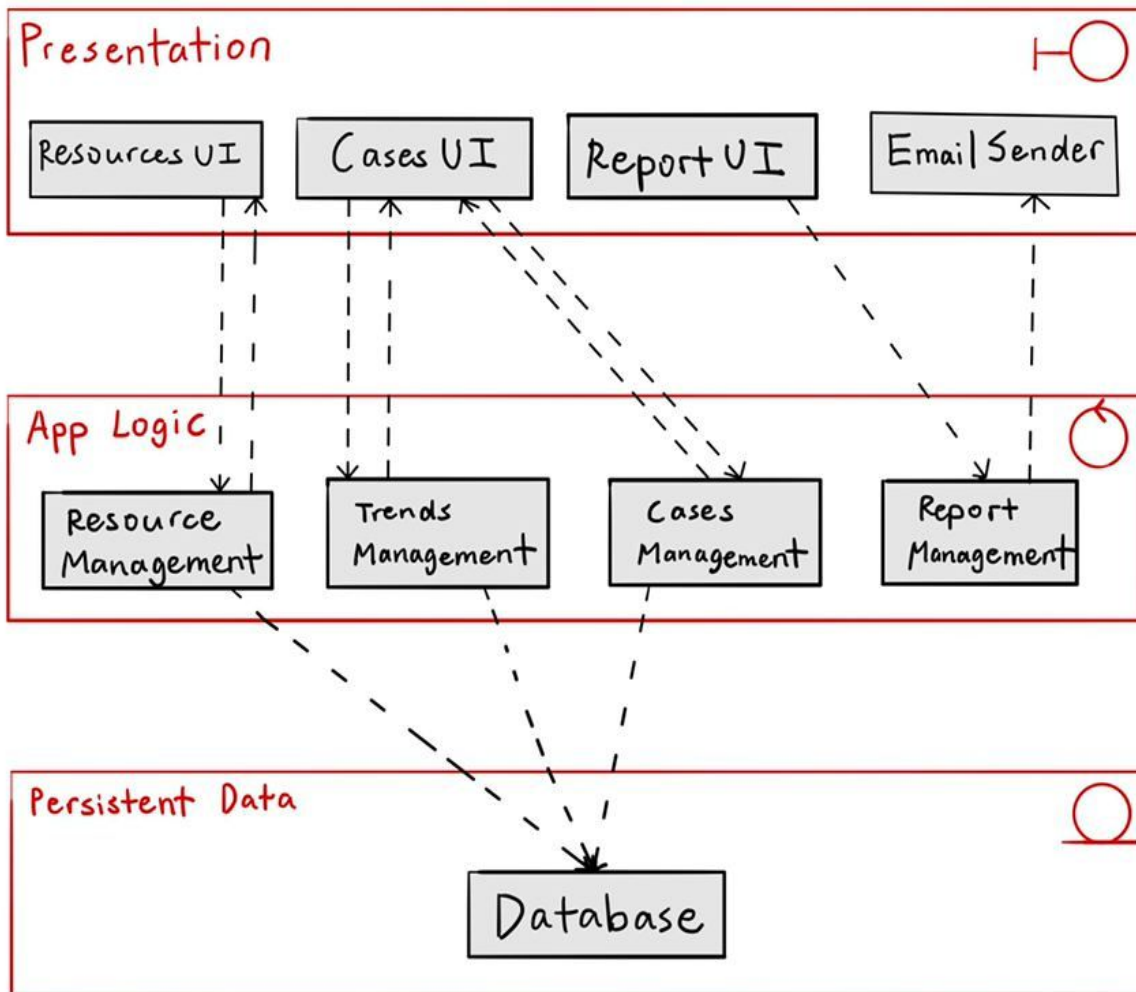 Presentation
Resources UI
Cases UI
Report UI
Email Sender
App Logic
Resource
Management
Trends
Management
Cases
Management
Report
Management
Persistent Data
Database